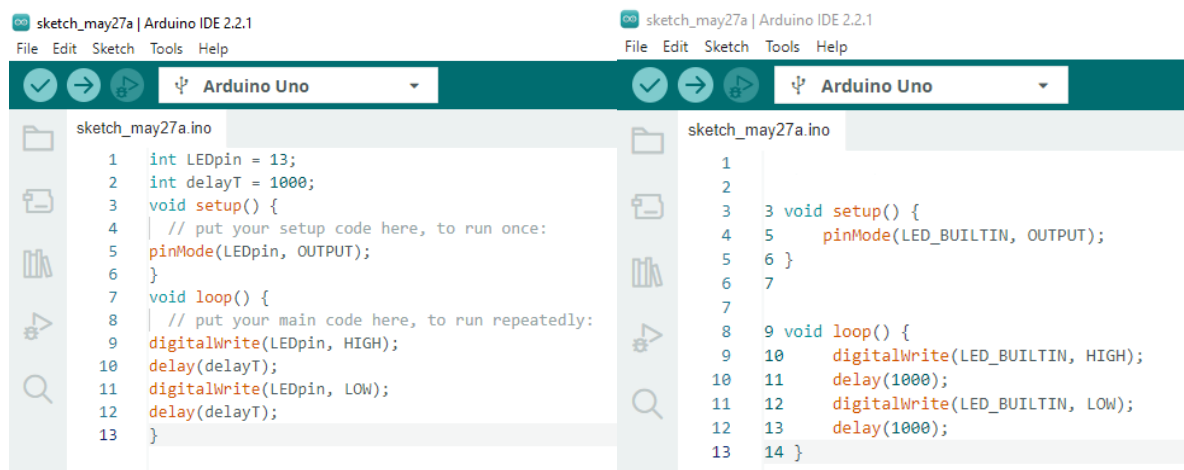 sketch_may27a | Arduino IDE 2.2.1
File Edit Sketch Tools Help
Arduino Uno
sketch_may27a.ino
1 int LEDpin = 13;
2 int delayT = 1000;
3 void setup() {
4 // put your setup code here, to run once:
5 pinMode(LEDpin, OUTPUT);
6 }
7 void loop() {
8 // put your main code here, to run repeatedly:
9 digitalWrite(LEDpin, HIGH);
10 delay(delayT);
11 digitalWrite(LEDpin, LOW);
12 delay(delayT);
13 }
sketch_may27a | Arduino IDE 2.2.1
File Edit Sketch Tools Help
Arduino Uno
sketch_may27a.ino
1
2
3 3 void setup() {
4 5 pinMode(LED_BUILTIN, OUTPUT);
5 6 }
6 7
7
8 9 void loop() {
9 10 digitalWrite(LED_BUILTIN, HIGH);
10 11 delay(1000);
11 12 digitalWrite(LED_BUILTIN, LOW);
12 13 delay(1000);
13 14 }